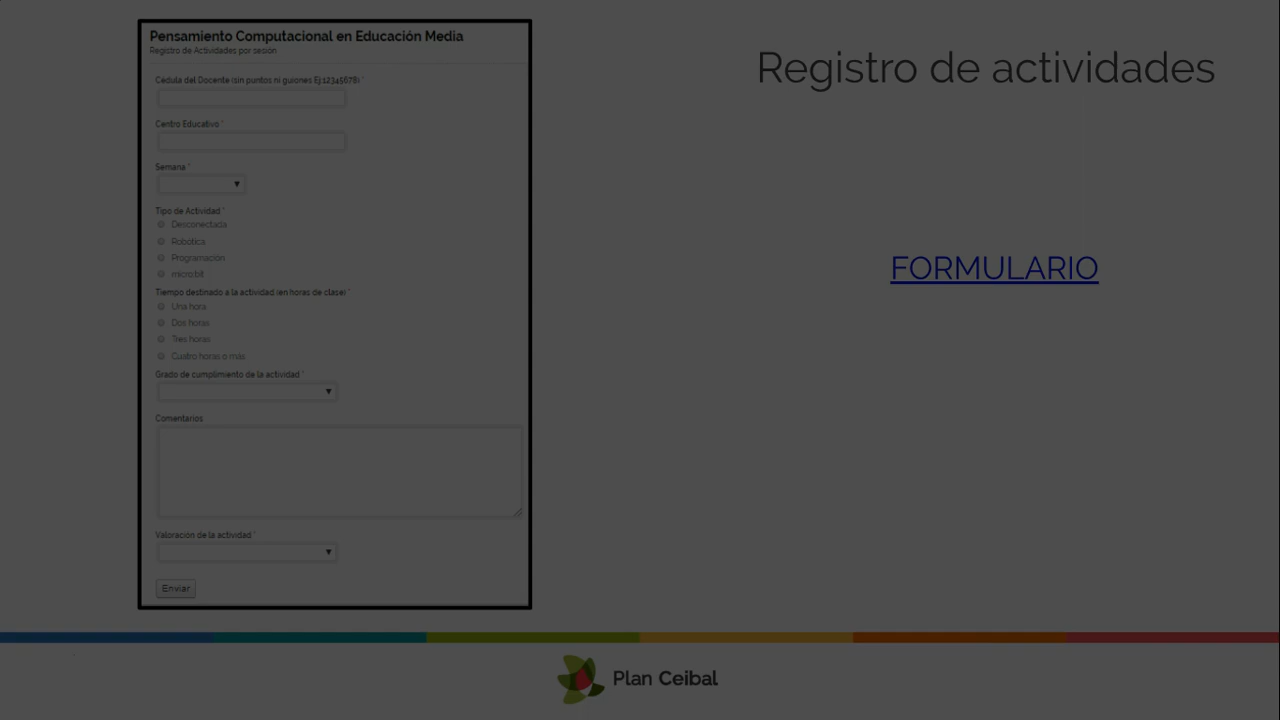 Pensamiento Computacional en Educación Media
Registro de Actividades por sesión
Cédula del Docente (sin puntos ni guiones Ej:12345678) *
Centro Educativo *
Semana *
Tipo de Actividad *
Desconectada
Robótica
Programación
micro:bit
Tiempo destinado a la actividad (en horas de clase) *
Una hora
Dos horas
Tres horas
Cuatro horas o más
Grado de cumplimiento de la actividad *
Comentarios
Valoración de la actividad *
Enviar
Registro de actividades
FORMULARIO
Plan Ceibal